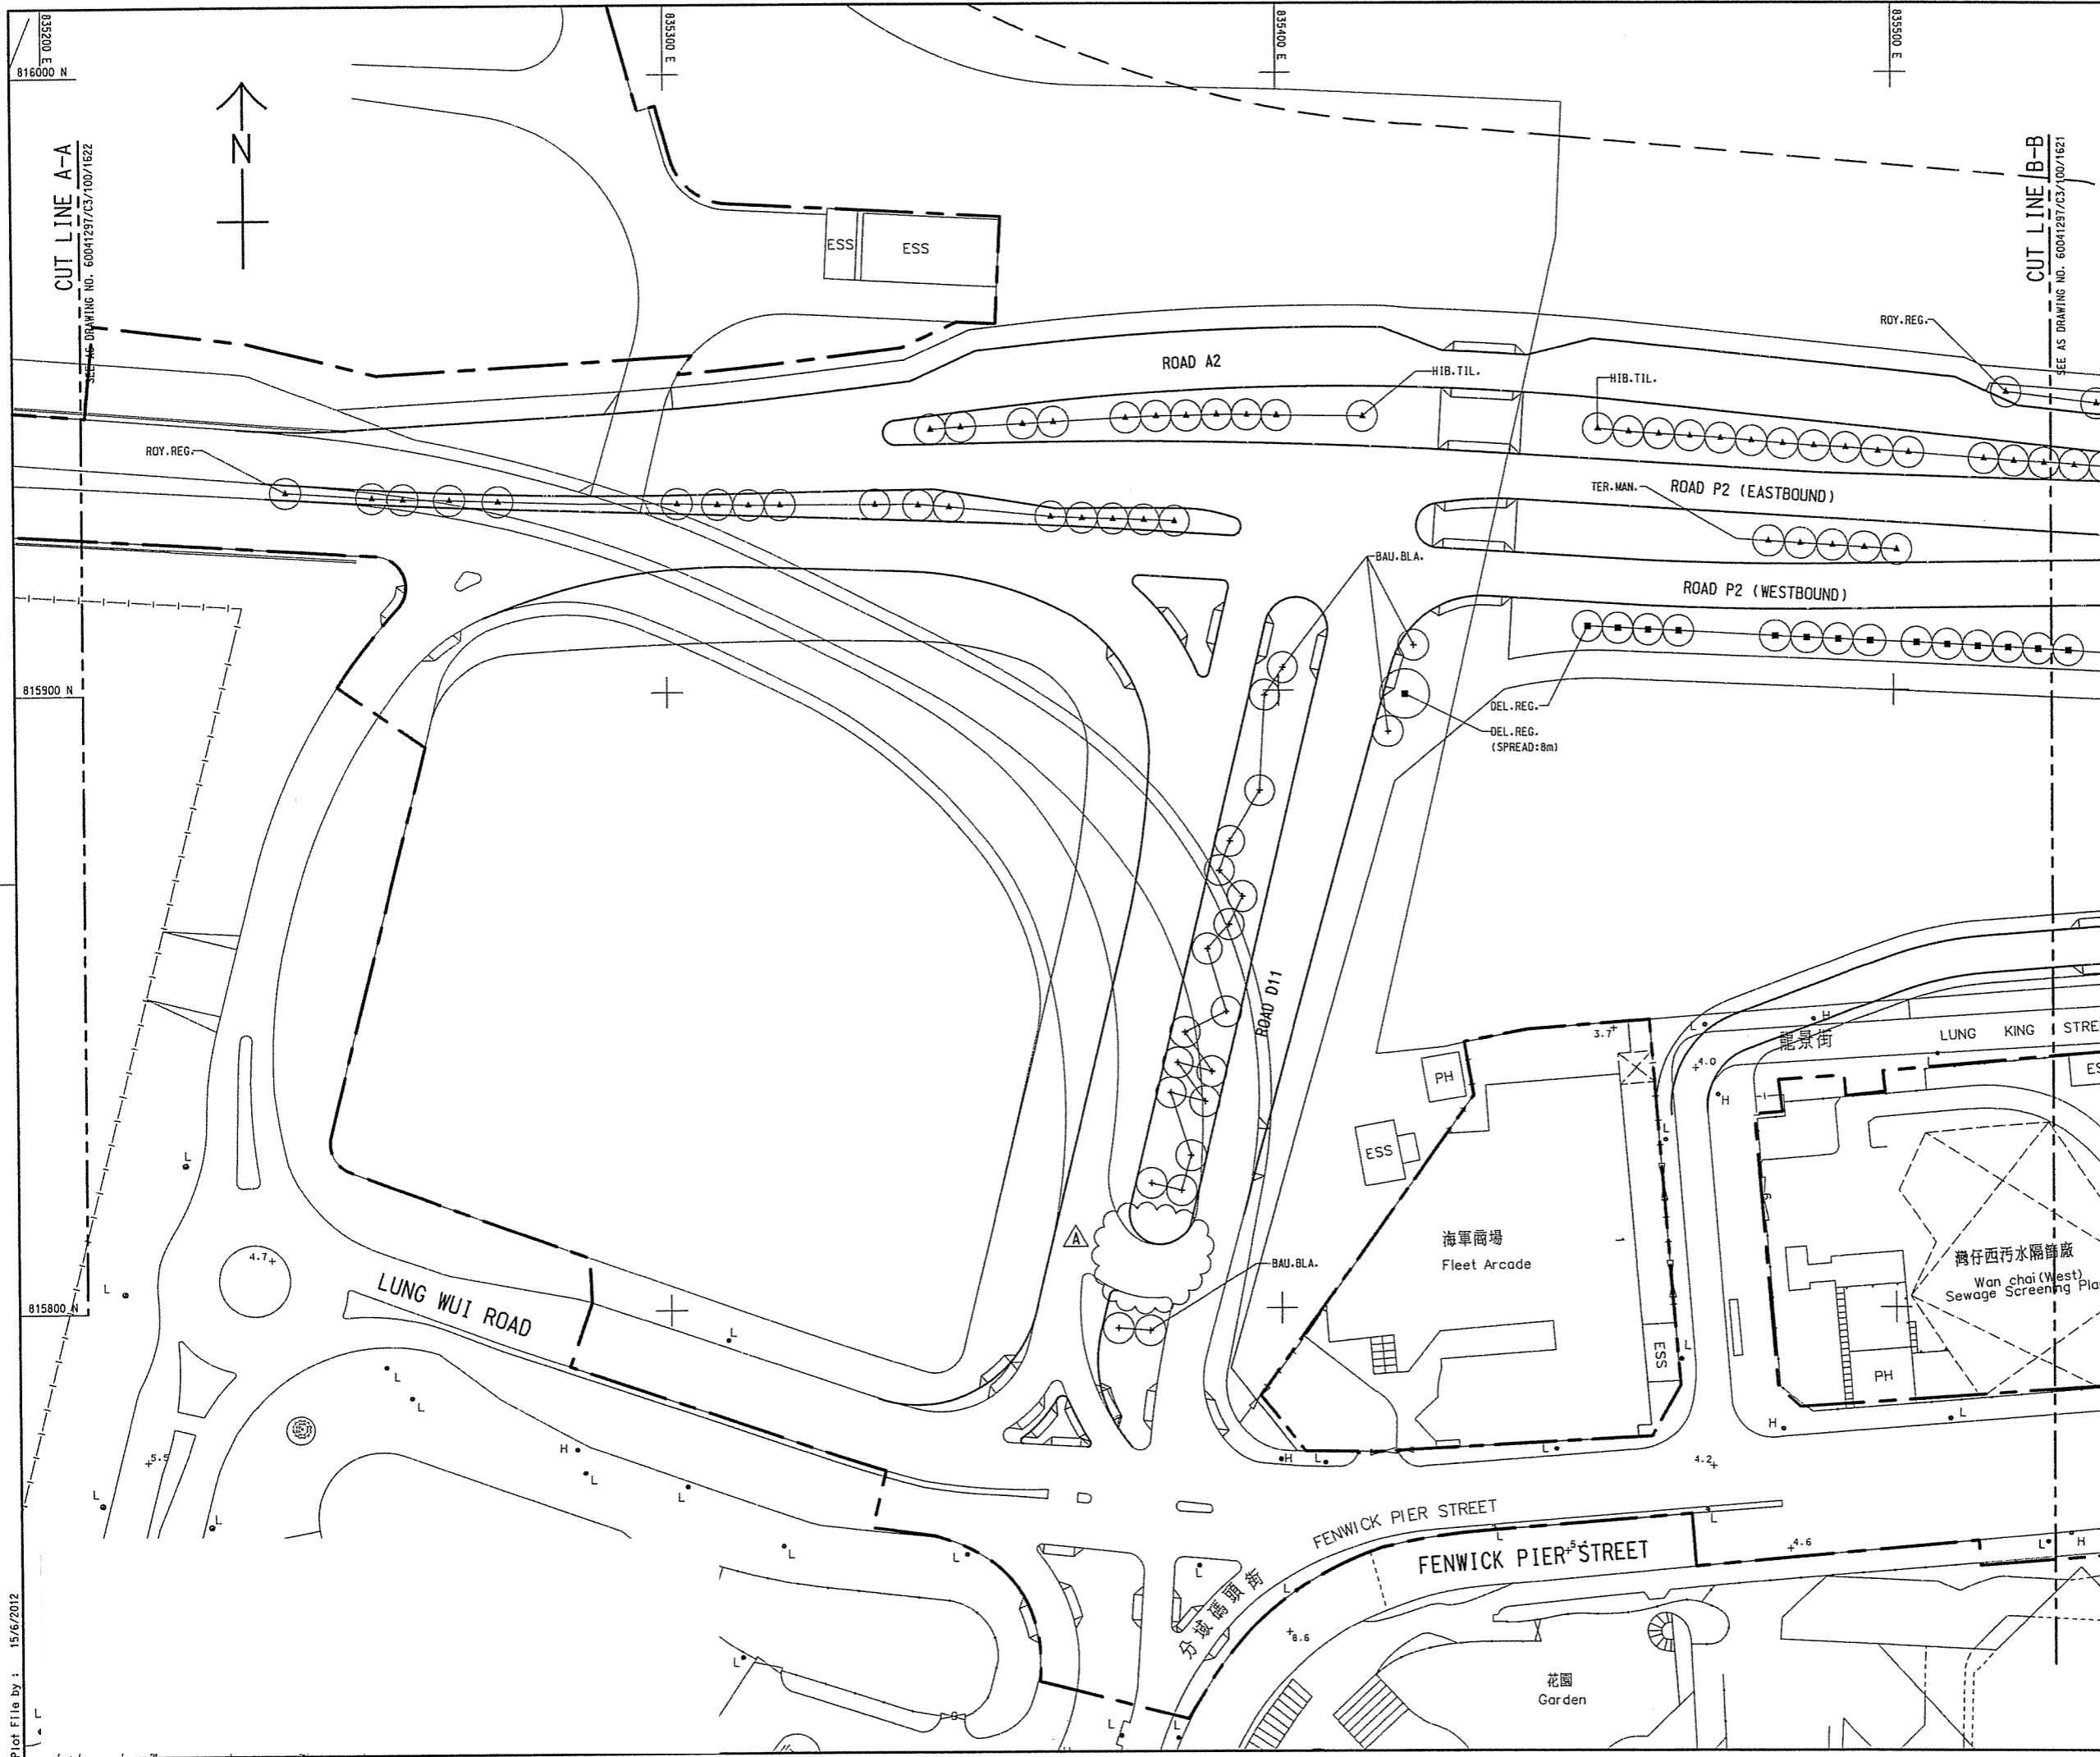 835200 E
835300 E
835400 E
835500 E
816000 N
N
CUT LINE A-A
SEE AS DRAWING NO. 60041297/C3/100/1622
CUT LINE B-B
SEE AS DRAWING NO. 60041297/C3/100/1621
ESS
ESS
ROY.REG.
ROAD A2
HIB.TIL.
HIB.TIL.
ROY.REG.
TER.MAN.
ROAD P2 (EASTBOUND)
BAU.BLA.
ROAD P2 (WESTBOUND)
815900 N
DEL.REG.
DEL.REG.
(SPREAD:8m)
ROAD D11
3.7
L
H
龍景街
LUNG KING STRE
PH
4.0
H
L
ES
ESS
L
海軍商場
Fleet Arcade
1
9
灣仔西污水隔篩廠
Wan chai(West)
Sewage Screening Pla
A
BAU.BLA.
4.7
L
815800 N
LUNG WUI ROAD
L
ESS
L
PH
L
L
H
L
5.5
H
L
L
H
L
L
4.2
L
L
FENWICK PIER STREET
FENWICK PIER STREET
5.
L
L
4.6
L
H
L
L
L
分域碼頭街
L
6.6
L
花園
Garden
L
L
L
Plot File by : 15/6/2012